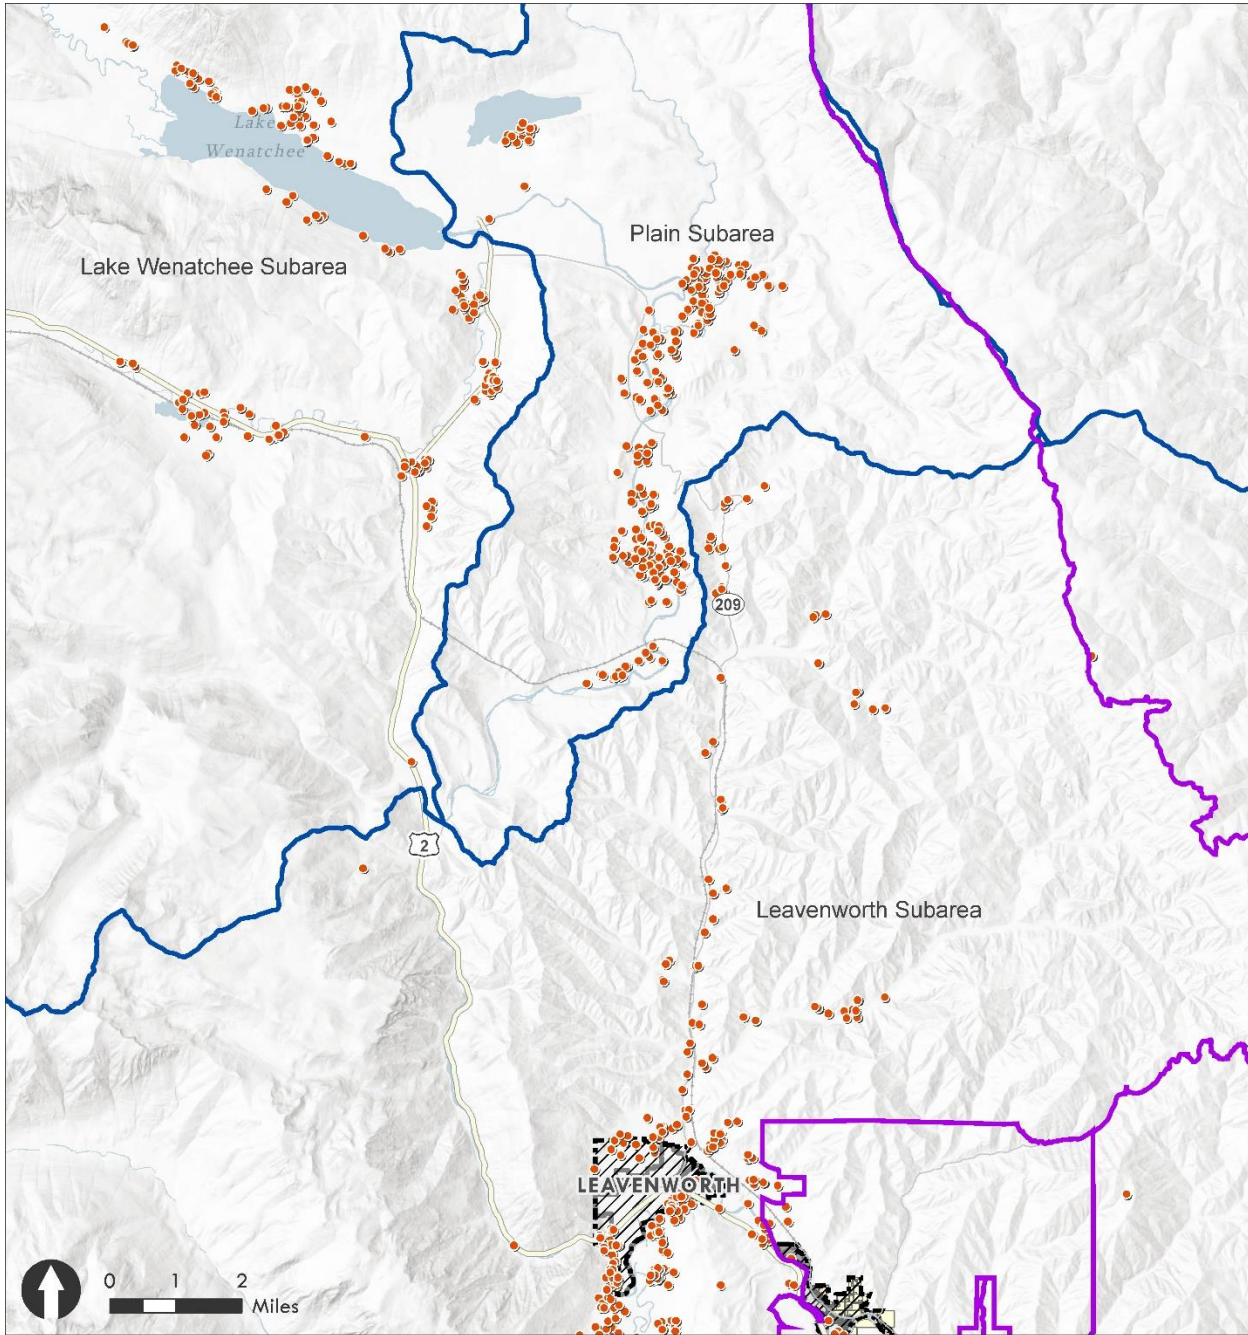 Lake
Wenatchee
Plain Subarea
Lake Wenatchee Subarea
209
2
Leavenworth Subarea
LEAVENWORTH
0 1 2
Miles